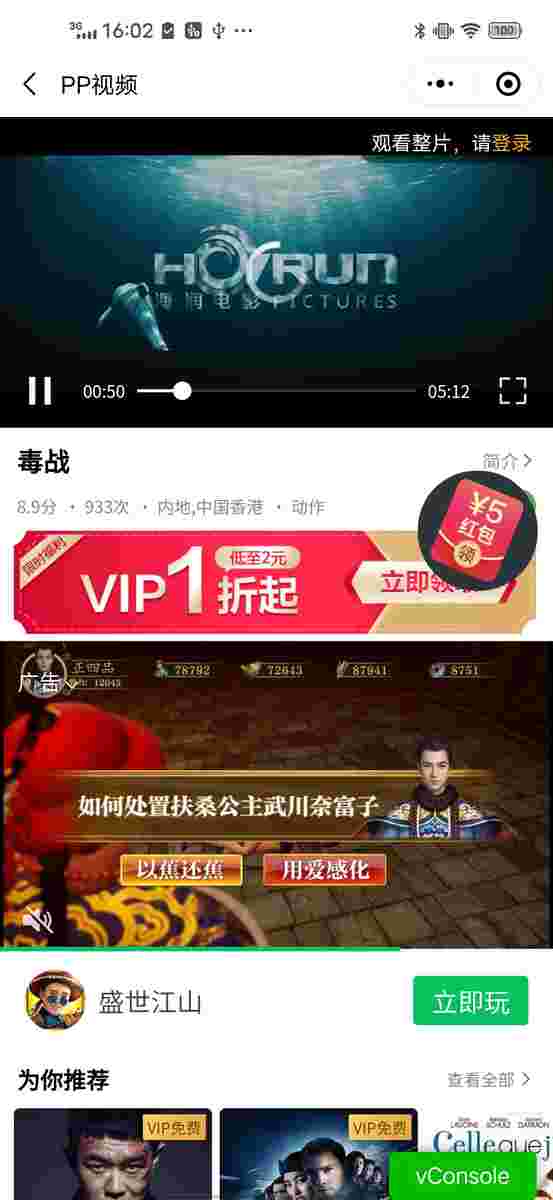 3G 16:02 100
PP视频
观看整片，请登录
HOYRUN
海润电影 PICTURES
00:50 05:12
毒战
简介
8.9分 · 933次 · 内地,中国香港 · 动作
¥5
红包
领
限时福利
VIP1折起
低至2元
立即领
正四品
78792 72643 87941 8751
广告
12643
如何处置扶桑公主武川奈富子
以蕉还蕉 用爱感化
盛世江山
立即玩
为你推荐
查看全部
VIP免费 VIP免费
vConsole